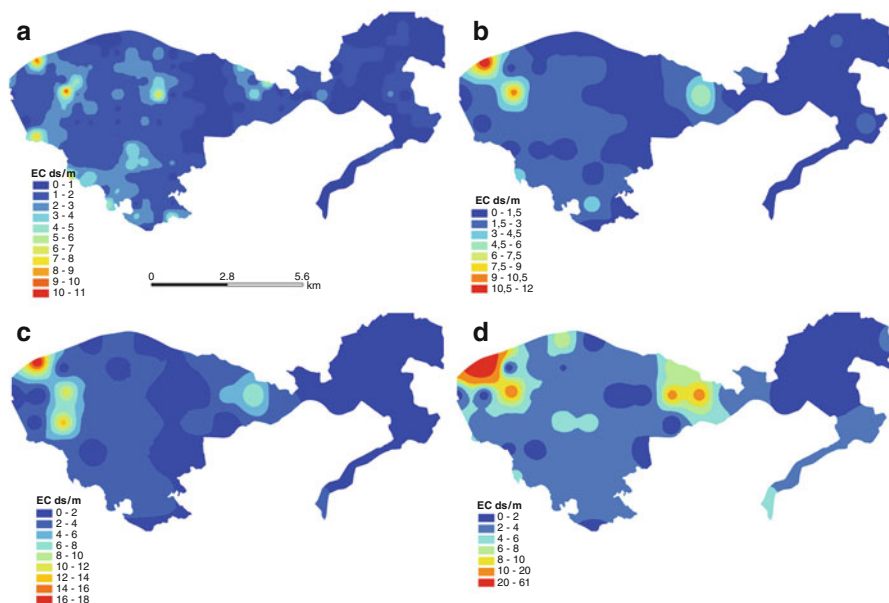 a
EC ds/m
0 - 1
1 - 2
2 - 3
3 - 4
4 - 5
5 - 6
6 - 7
7 - 8
8 - 9
9 - 10
10 - 11
0 2.8 5.6
km
b
EC ds/m
0 - 1,5
1,5 - 3
3 - 4,5
4,5 - 6
6 - 7,5
7,5 - 9
9 - 10,5
10,5 - 12
c
EC ds/m
0 - 2
2 - 4
4 - 6
6 - 8
8 - 10
10 - 12
12 - 14
14 - 16
16 - 18
d
EC ds/m
0 - 2
2 - 4
4 - 6
6 - 8
8 - 10
10 - 20
20 - 61